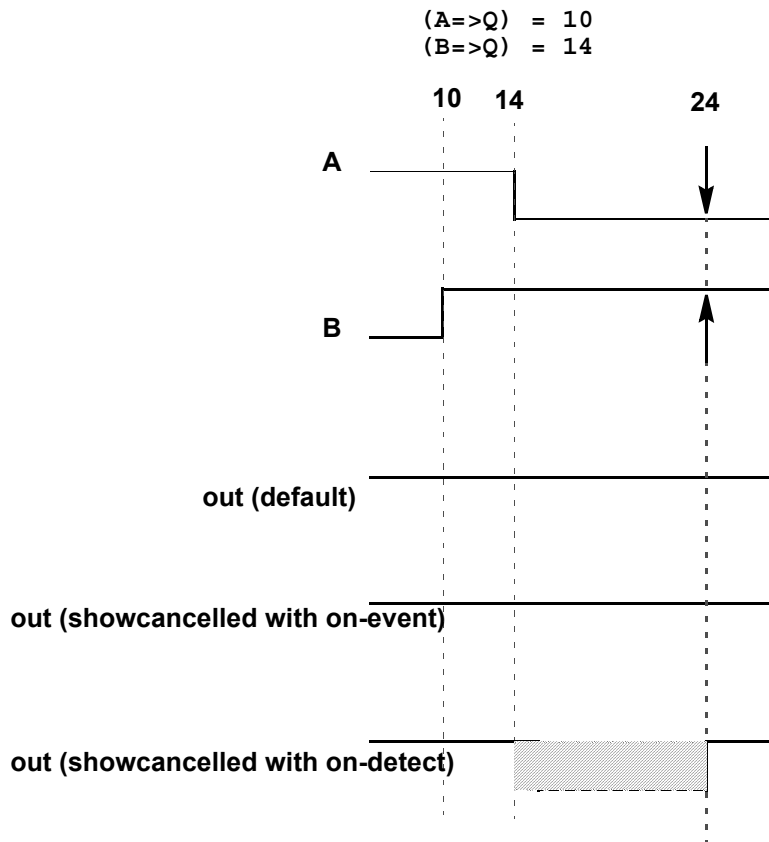 (A=>Q) = 10
(B=>Q) = 14
10 14 24
A
B
out (default)
out (showcancelled with on-event)
out (showcancelled with on-detect)